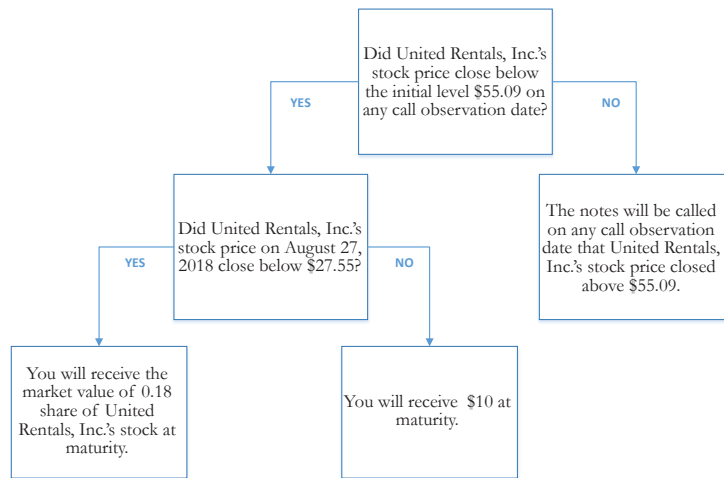 Did United Rentals, Inc.'s
stock price close below
the initial level $55.09 on
any call observation date?
YES
NO
Did United Rentals, Inc.'s
stock price on August 27,
2018 close below $27.55?
The notes will be called
on any call observation
date that United Rentals,
Inc.'s stock price closed
above $55.09.
YES
NO
You will receive the
market value of 0.18
share of United
Rentals, Inc.'s stock at
maturity.
You will receive $10 at
maturity.